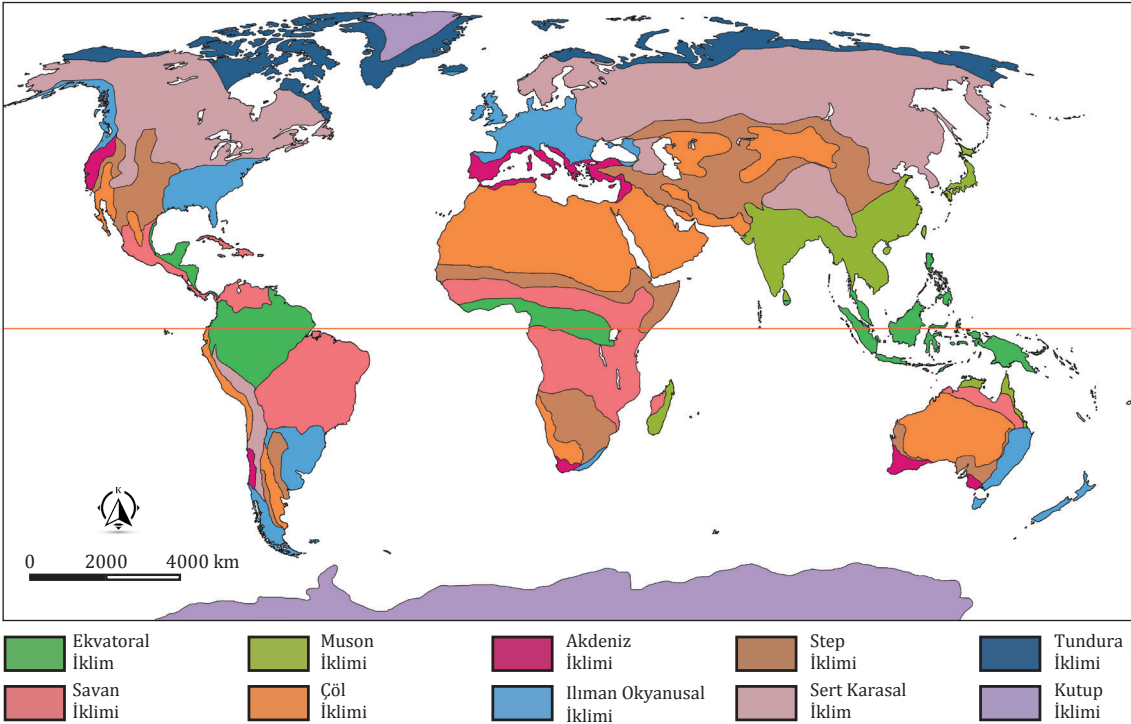 K
0 2000 4000 km
Ekvatoral
İklim
Muson
İklimi
Akdeniz
İklimi
Step
İklimi
Tundura
İklimi
Savan
İklimi
Çöl
İklimi
Ilıman Okyanusal
İklimi
Sert Karasal
İklim
Kutup
İklimi